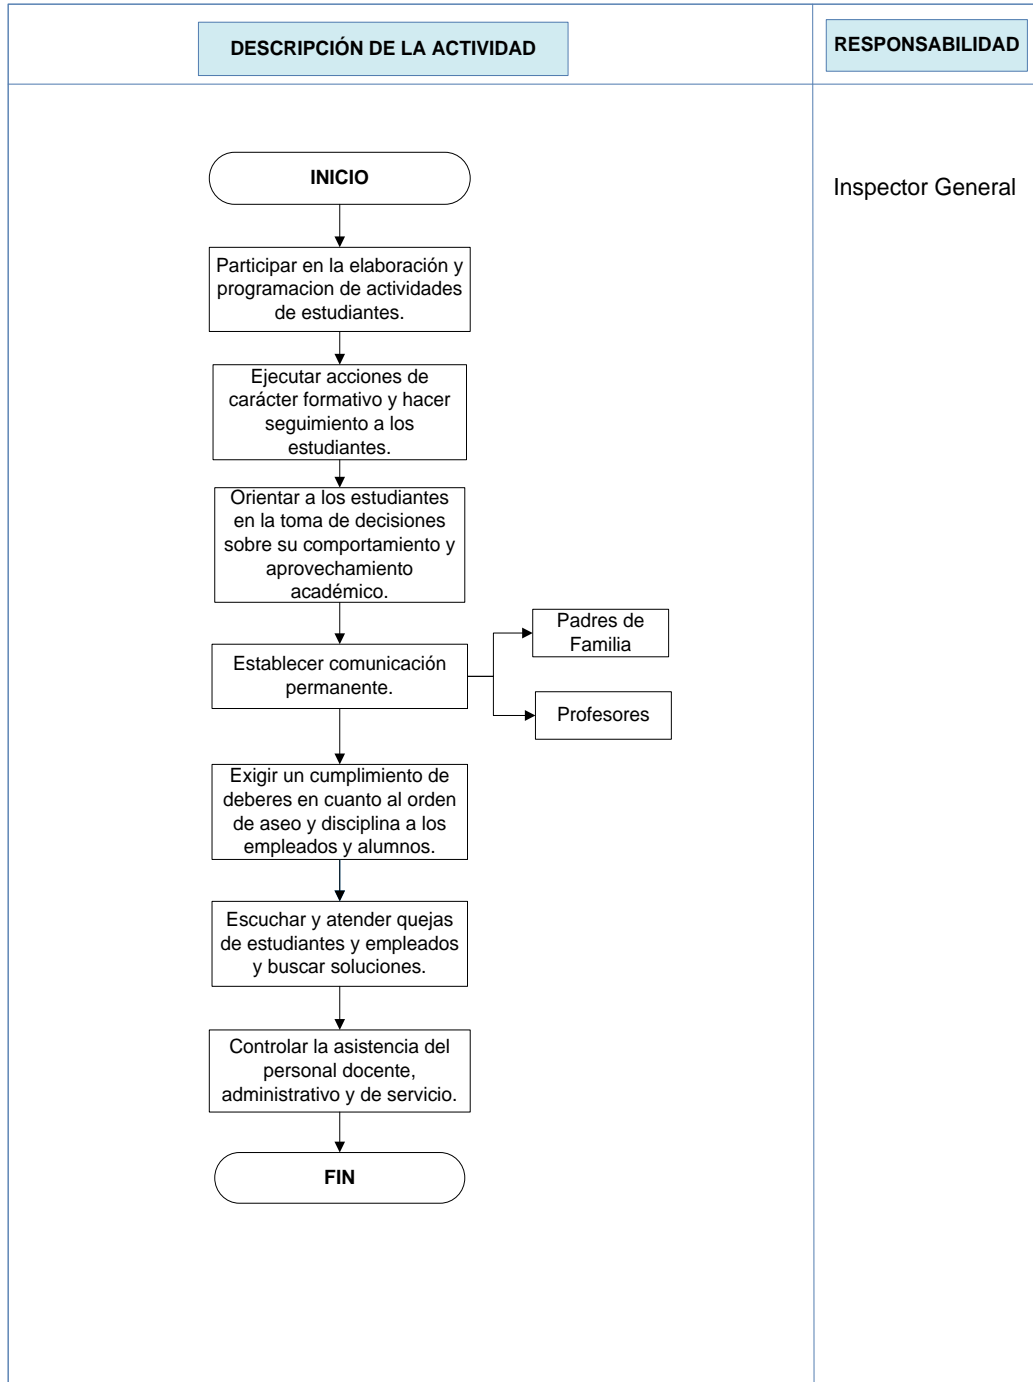 DESCRIPCIÓN DE LA ACTIVIDAD
RESPONSABILIDAD
INICIO
Inspector General
Participar en la elaboración y
programacion de actividades
de estudiantes.
Ejecutar acciones de
carácter formativo y hacer
seguimiento a los
estudiantes.
Orientar a los estudiantes
en la toma de decisiones
sobre su comportamiento y
aprovechamiento
académico.
Establecer comunicación
permanente.
Padres de
Familia
Profesores
Exigir un cumplimiento de
deberes en cuanto al orden
de aseo y disciplina a los
empleados y alumnos.
Escuchar y atender quejas
de estudiantes y empleados
y buscar soluciones.
Controlar la asistencia del
personal docente,
administrativo y de servicio.
FIN